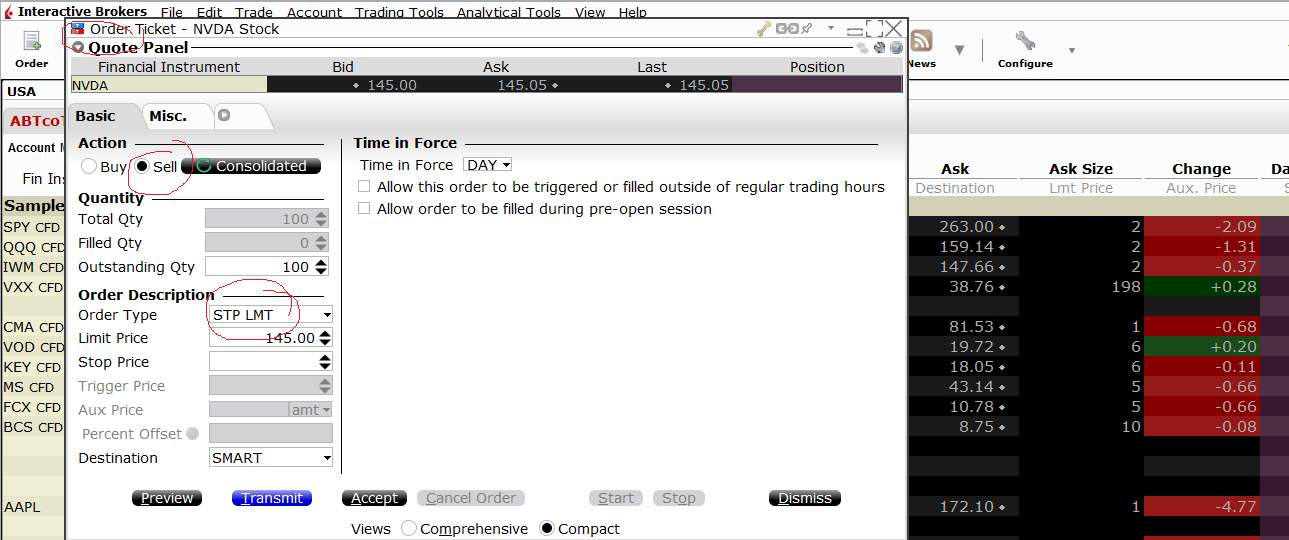 Interactive Brokers File Edit Trade Account Trading Tools Analytical Tools View Help
Order Ticket - NVDA Stock
Quote Panel
Order
News
Configure
Financial Instrument Bid Ask Last Position
NVDA 145.00 145.05 145.05
USA
Basic Misc.
ABTco
Account
Fin Ins
Sample
SPY CFD
QQQ CFD
IWM CFD
VXX CFD
CMA CFD
VOD CFD
KEY CFD
MS CFD
FCX CFD
BCS CFD
AAPL
Action
Buy Sell Consolidated
Quantity
Total Qty 100
Filled Qty 0
Outstanding Qty 100
Order Description
Order Type STP LMT
Limit Price 145.00
Stop Price
Trigger Price
Aux Price amt
Percent Offset
Destination SMART
Time in Force
Time in Force DAY
Allow this order to be triggered or filled outside of regular trading hours
Allow order to be filled during pre-open session
Preview Transmit Accept Cancel Order Start Stop Dismiss
Views Comprehensive Compact
Ask Ask Size Change Da
Destination Lmt Price Aux. Price S
263.00 2 -2.09
159.14 2 -1.31
147.66 2 -0.37
38.76 198 +0.28
81.53 1 -0.68
19.72 6 +0.20
18.05 6 -0.11
43.14 5 -0.66
10.78 5 -0.66
8.75 10 -0.08
172.10 1 -4.77